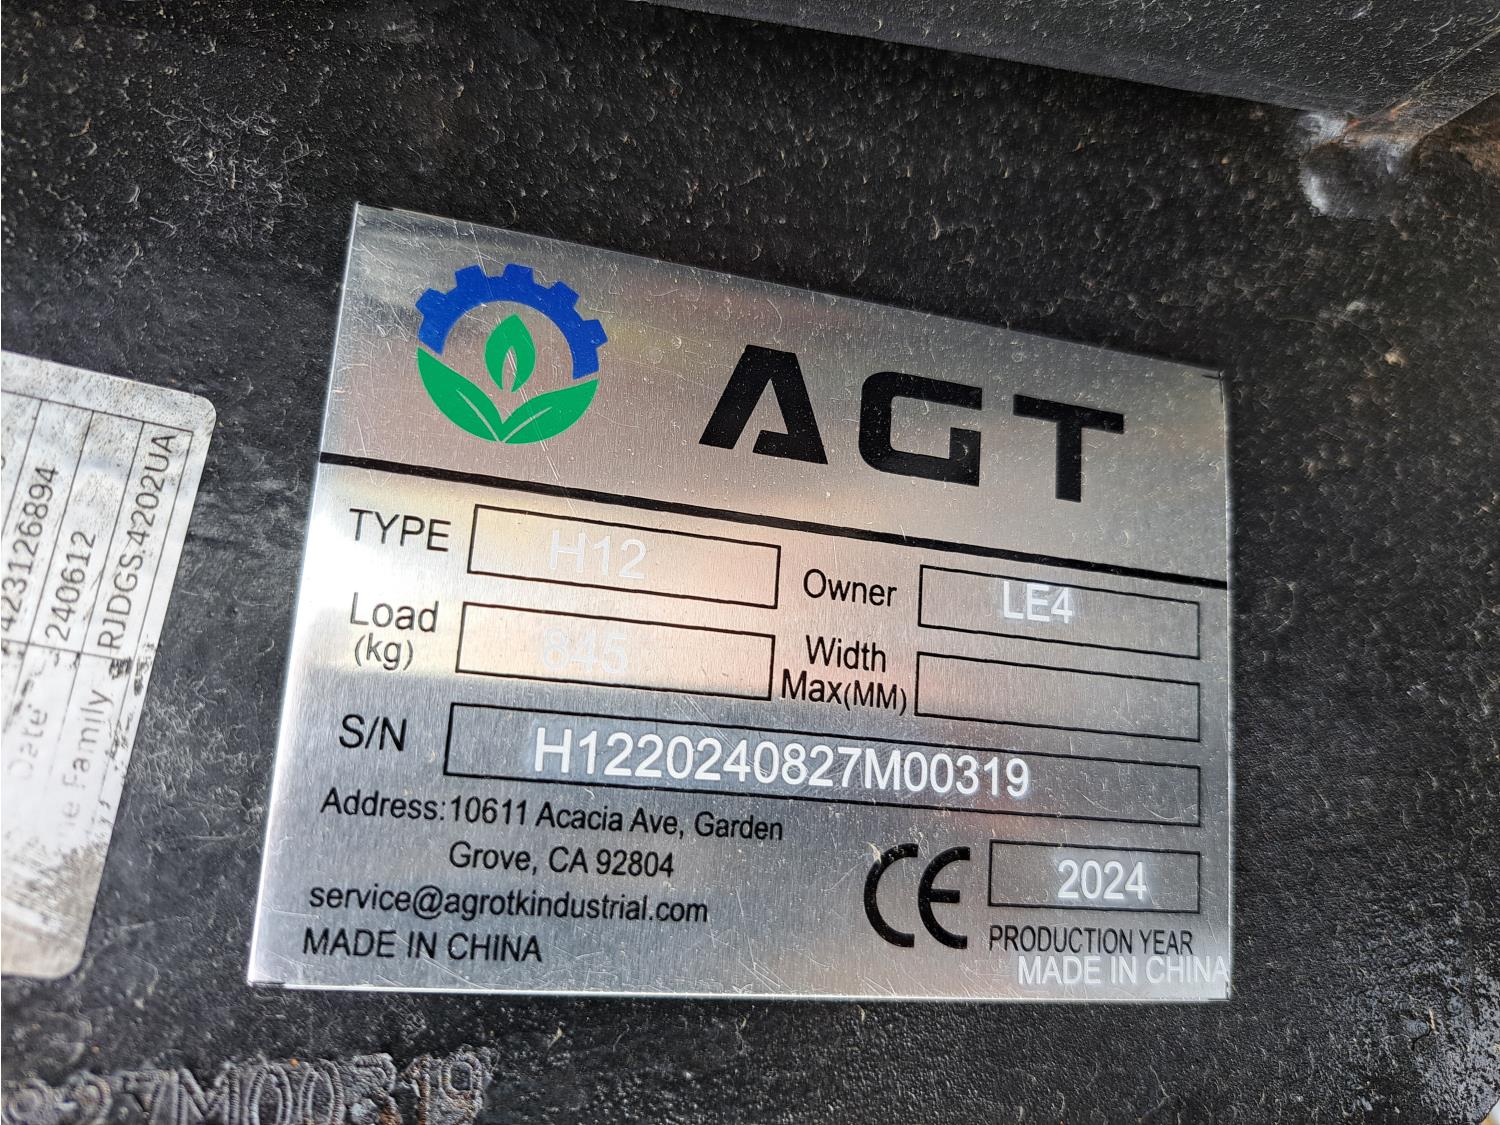 AGT
TYPE H12 Owner LE4
Load (kg) 845 Width Max(MM)
S/N H1220240827M00319
Address:10611 Acacia Ave, Garden
Grove, CA 92804
service@agrotkindustrial.com
MADE IN CHINA
CE 2024
PRODUCTION YEAR
MADE IN CHINA
423126894
Date 240612
Family RJDGS.4202UA
27M00319